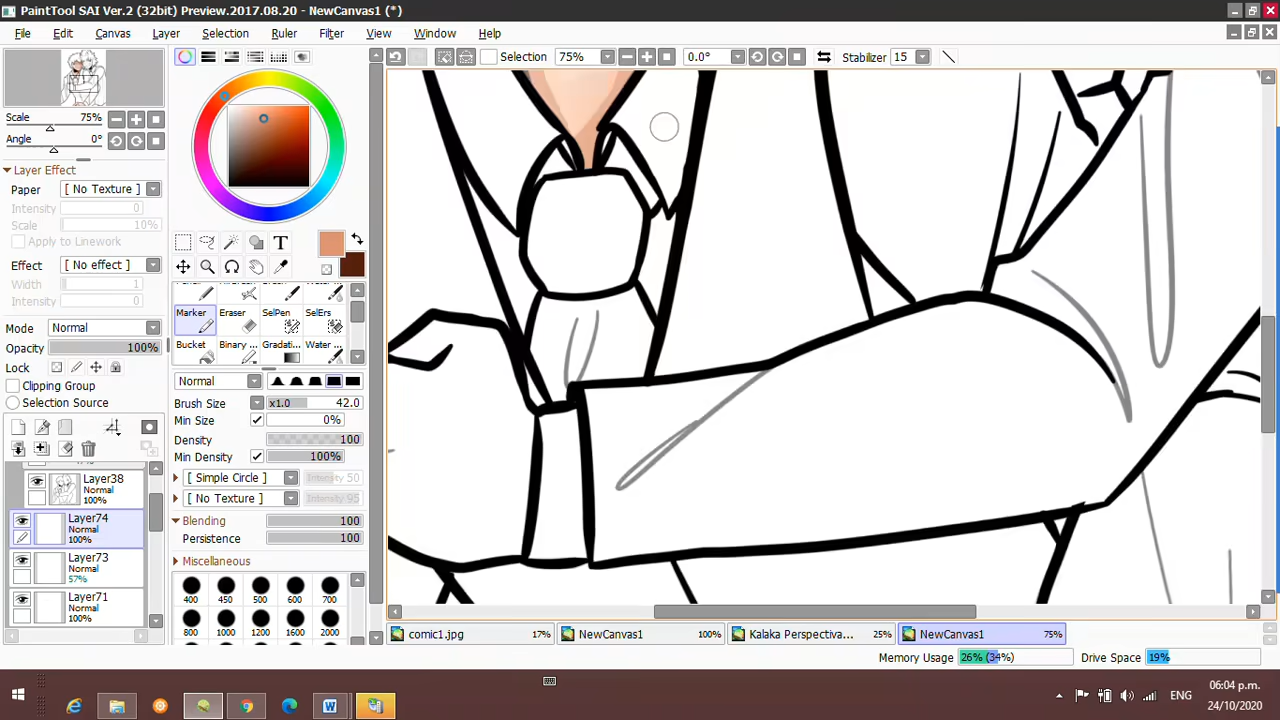 PaintTool SAI Ver.2 (32bit) Preview.2017.08.20 - NewCanvas1 (*)
File Edit Canvas Layer Selection Ruler Filter View Window Help
Selection 75% 0.0° Stabilizer 15
Scale 75%
Angle 0°
Layer Effect
Paper [ No Texture ]
Intensity 0
Scale 10%
Apply to Linework
Effect [ No effect ]
Width 1
Intensity 0
Mode Normal
Opacity 100%
Lock
Clipping Group
Selection Source
Layer38
Normal
100%
Layer74
Normal
100%
Layer73
Normal
57%
Layer71
Normal
100%
T
Marker Eraser SelPen SelErs
Bucket Binary ... Gradati... Water ...
Normal
Brush Size x1.0 42.0
Min Size 0%
Density 100
Min Density 100%
[ Simple Circle ] Intensity 50
[ No Texture ] Intensity 95
Blending 100
Persistence 100
Miscellaneous
400 450 500 600 700
800 1000 1200 1600 2000
comic1.jpg 17% NewCanvas1 100% Kalaka Perspectiva... 25% NewCanvas1 75%
Memory Usage 26% (34%) Drive Space 19%
ENG
06:04 p.m.
24/10/2020